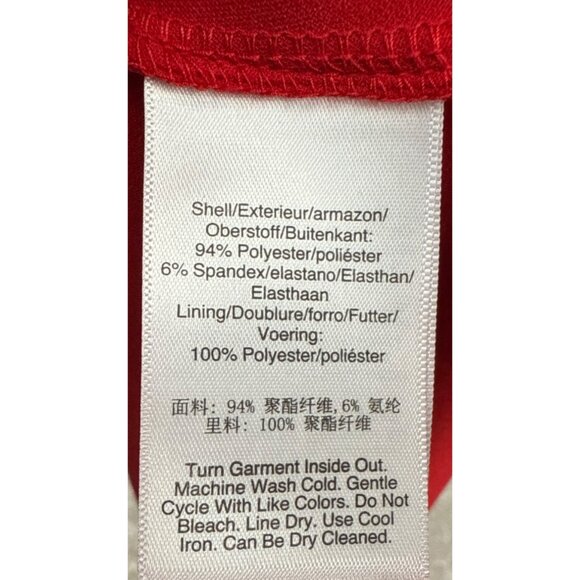 Shell/Exterieur/armazon/
Oberstoff/Buitenkant:
94% Polyester/poliéster
6% Spandex/elastano/Elasthan/
Elasthaan
Lining/Doublure/forro/Futter/
Voering:
100% Polyester/poliéster
面料: 94% 聚酯纤维,6% 氨纶
里料: 100% 聚酯纤维
Turn Garment Inside Out.
Machine Wash Cold. Gentle
Cycle With Like Colors. Do Not
Bleach. Line Dry. Use Cool
Iron. Can Be Dry Cleaned.